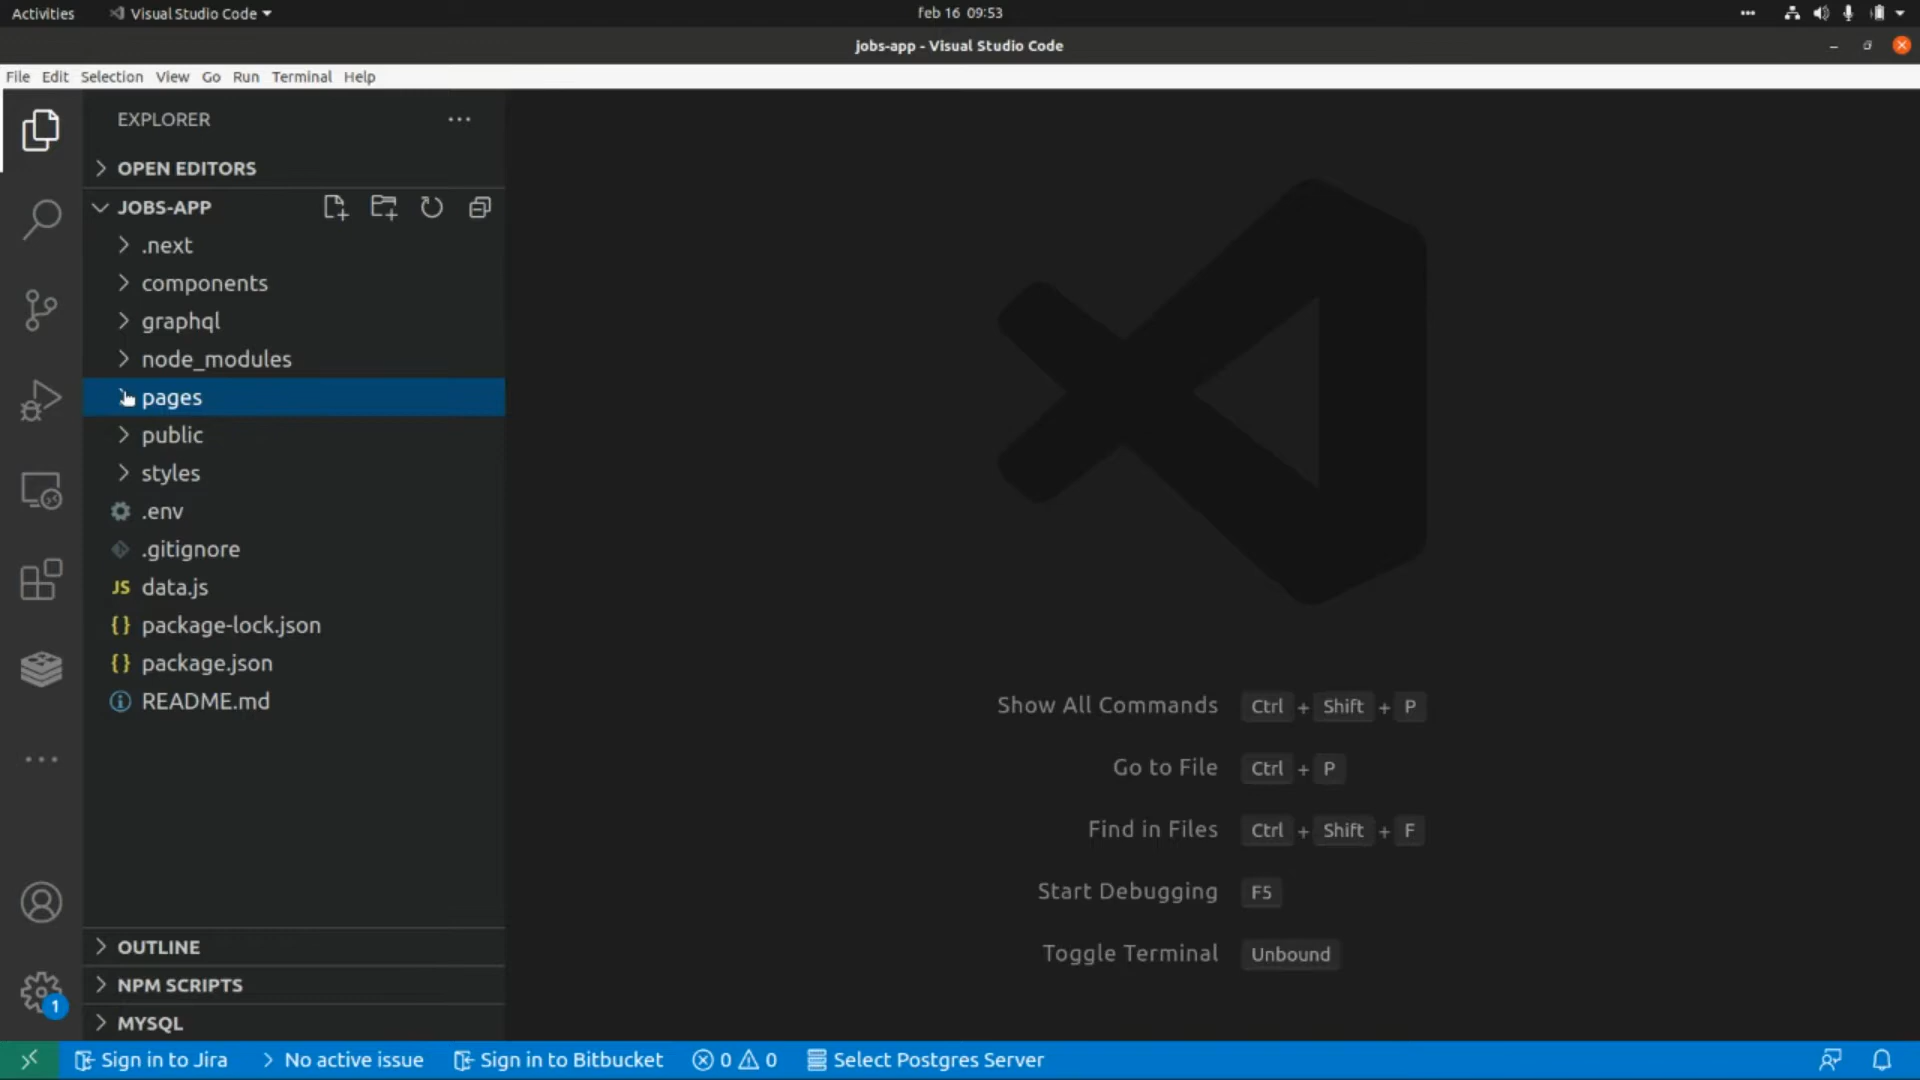 Activities Visual Studio Code feb 16 09:53
jobs-app - Visual Studio Code
File Edit Selection View Go Run Terminal Help
EXPLORER
OPEN EDITORS
JOBS-APP
.next
components
graphql
node_modules
pages
public
styles
.env
.gitignore
JS data.js
{} package-lock.json
{} package.json
README.md
Show All Commands Ctrl + Shift + P
Go to File Ctrl + P
Find in Files Ctrl + Shift + F
Start Debugging F5
Toggle Terminal Unbound
OUTLINE
NPM SCRIPTS
MYSQL
1
Sign in to Jira No active issue Sign in to Bitbucket 0 0 Select Postgres Server